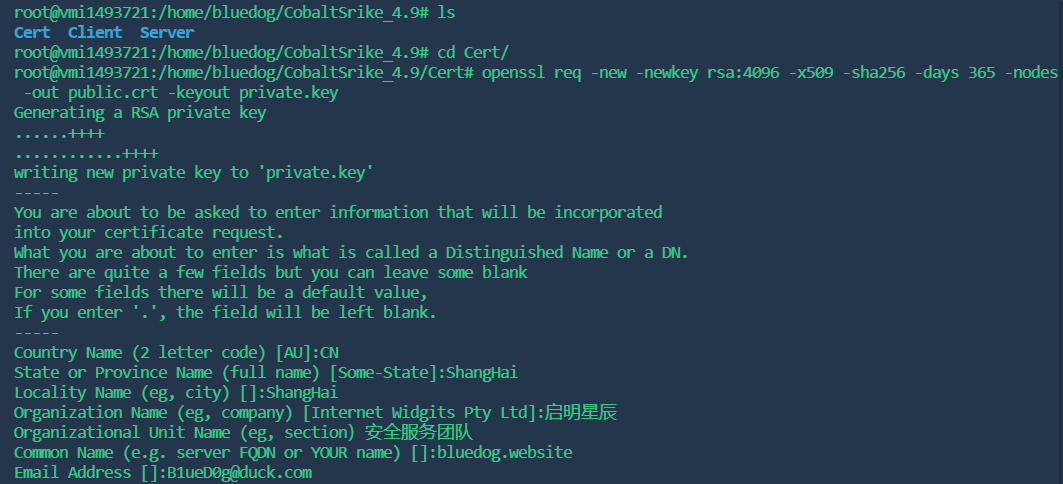 root@vmi1493721:/home/bluedog/CobaltSrike_4.9# ls
Cert  Client  Server
root@vmi1493721:/home/bluedog/CobaltSrike_4.9# cd Cert/
root@vmi1493721:/home/bluedog/CobaltSrike_4.9/Cert# openssl req -new -newkey rsa:4096 -x509 -sha256 -days 365 -nodes
 -out public.crt -keyout private.key
Generating a RSA private key
......++++
............++++
writing new private key to 'private.key'
-----
You are about to be asked to enter information that will be incorporated
into your certificate request.
What you are about to enter is what is called a Distinguished Name or a DN.
There are quite a few fields but you can leave some blank
For some fields there will be a default value,
If you enter '.', the field will be left blank.
-----
Country Name (2 letter code) [AU]:CN
State or Province Name (full name) [Some-State]:ShangHai
Locality Name (eg, city) []:ShangHai
Organization Name (eg, company) [Internet Widgits Pty Ltd]:启明星辰
Organizational Unit Name (eg, section) 安全服务团队
Common Name (e.g. server FQDN or YOUR name) []:bluedog.website
Email Address []:B1ueD0g@duck.com